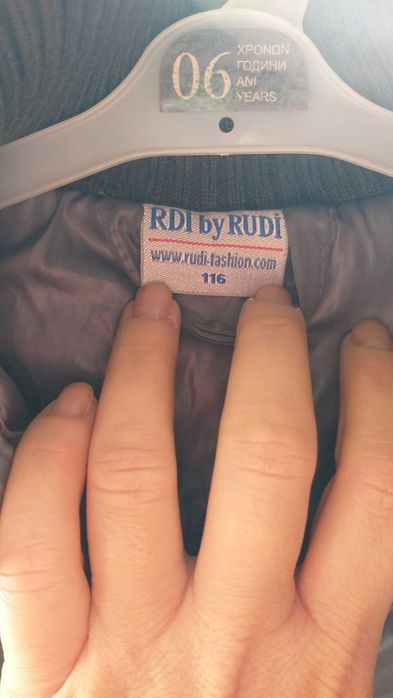 06
ΧΡΟΝΩΝ
ГОДИНИ
ANI
YEARS
RDI by RUDİ
www.rudi-fashion.com
116